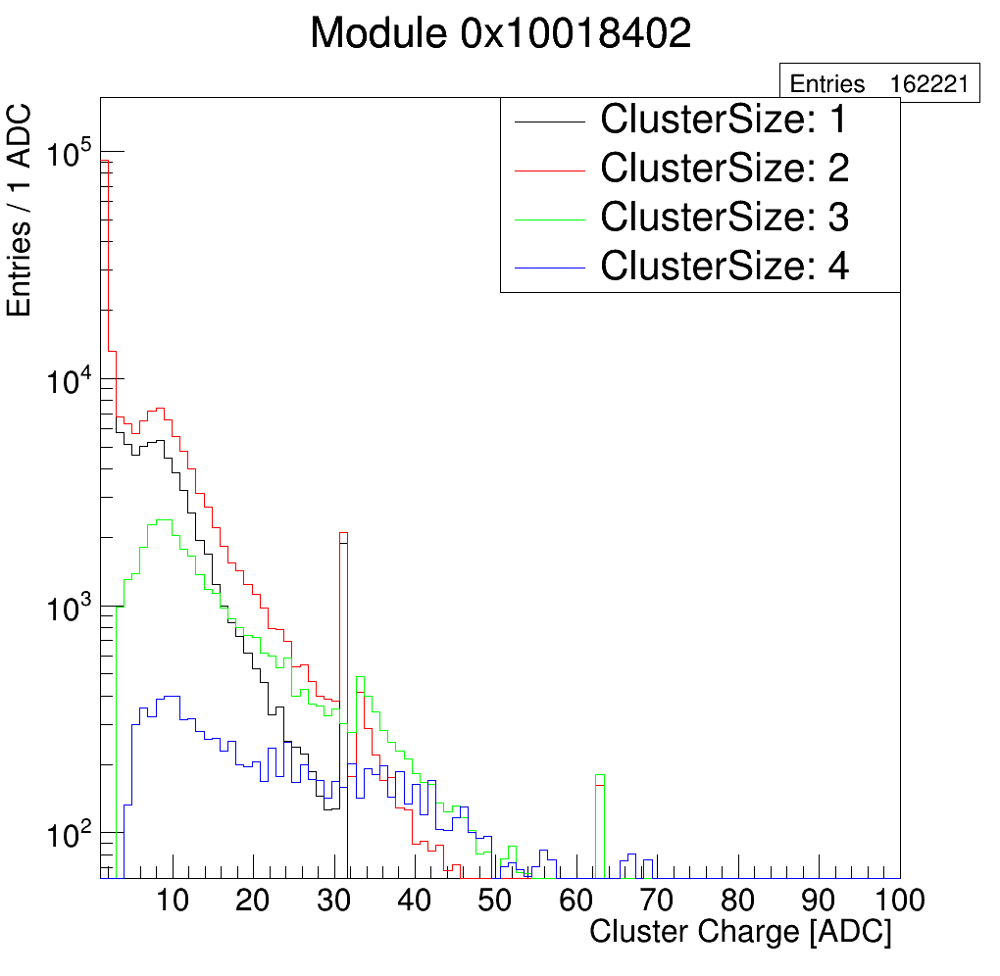 Module 0x10018402
Entries 162221
ClusterSize: 1
ClusterSize: 2
ClusterSize: 3
ClusterSize: 4
Entries / 1 ADC
10^5
10^4
10^3
10^2
10 20 30 40 50 60 70 80 90 100
Cluster Charge [ADC]